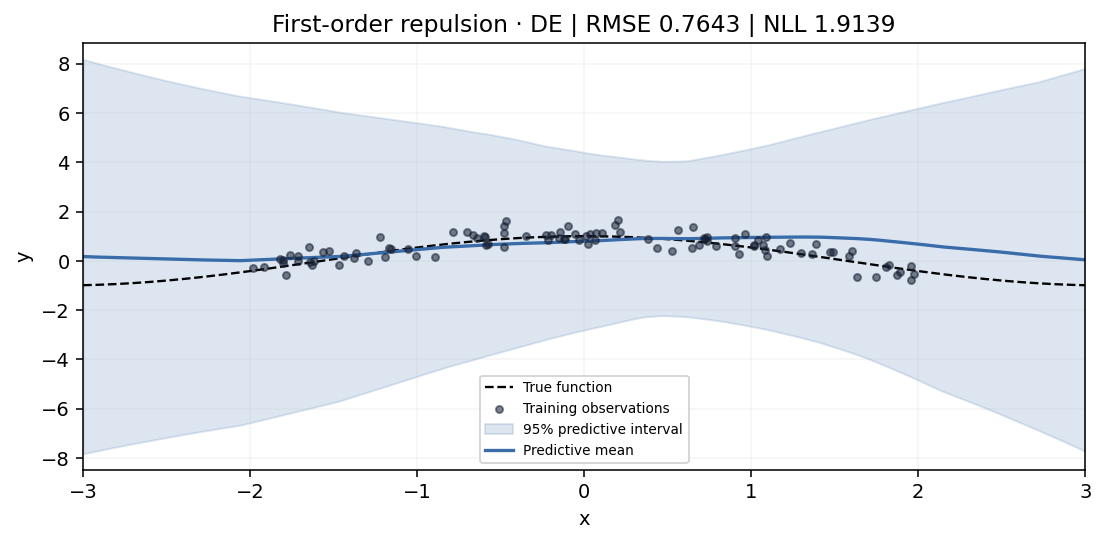 First-order repulsion · DE | RMSE 0.7643 | NLL 1.9139
y
8
6
4
2
0
−2
−4
−6
−8
True function
Training observations
95% predictive interval
Predictive mean
−3 −2 −1 0 1 2 3
x